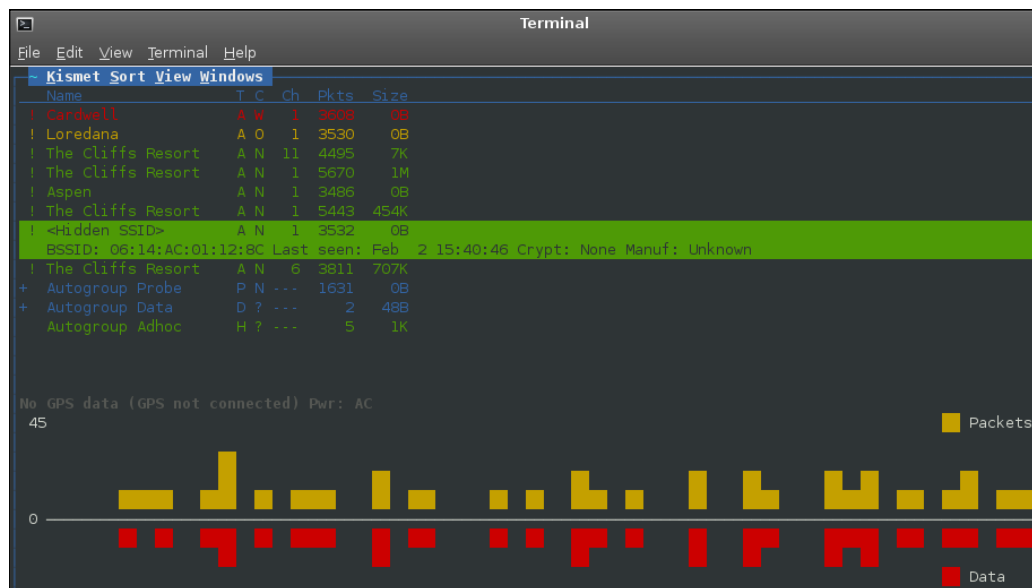 Terminal
File Edit View Terminal Help
~ Kismet Sort View Windows
Name T C Ch Pkts Size
! Cardwell A W 1 3608 0B
! Loredana A O 1 3530 0B
! The Cliffs Resort A N 11 4495 7K
! The Cliffs Resort A N 1 5670 1M
! Aspen A N 1 3486 0B
! The Cliffs Resort A N 1 5443 454K
! <Hidden SSID> A N 1 3532 0B
BSSID: 06:14:AC:01:12:8C Last seen: Feb 2 15:40:46 Crypt: None Manuf: Unknown
! The Cliffs Resort A N 6 3811 707K
+ Autogroup Probe P N --- 1631 0B
+ Autogroup Data D ? --- 2 48B
Autogroup Adhoc H ? --- 5 1K
No GPS data (GPS not connected) Pwr: AC
45
Packets
0
Data